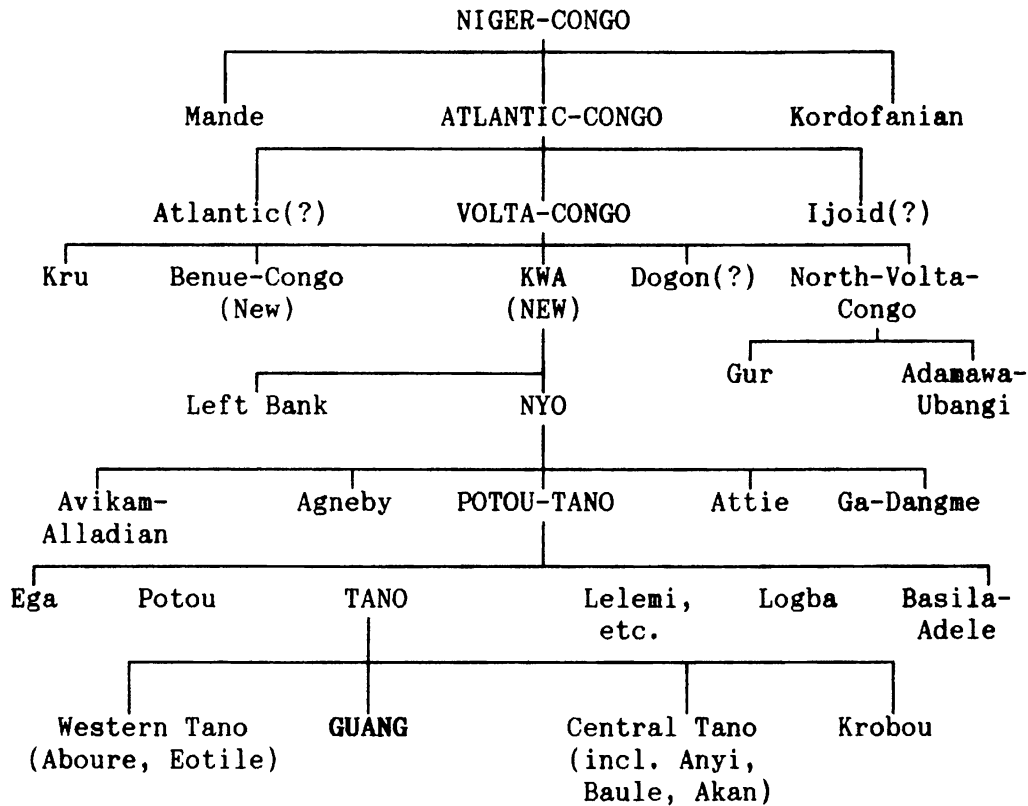 NIGER-CONGO
Mande ATLANTIC-CONGO Kordofanian
Atlantic(?) VOLTA-CONGO Ijoid(?)
Kru Benue-Congo KWA Dogon(?) North-Volta-
(New) (NEW) Congo
Gur Adamawa-
Left Bank NYO Ubangi
Avikam- Agneby POTOU-TANO Attie Ga-Dangme
Alladian
Ega Potou TANO Lelemi, Logba Basila-
etc. Adele
Western Tano GUANG Central Tano Krobou
(Aboure, Eotile) (incl. Anyi,
Baule, Akan)